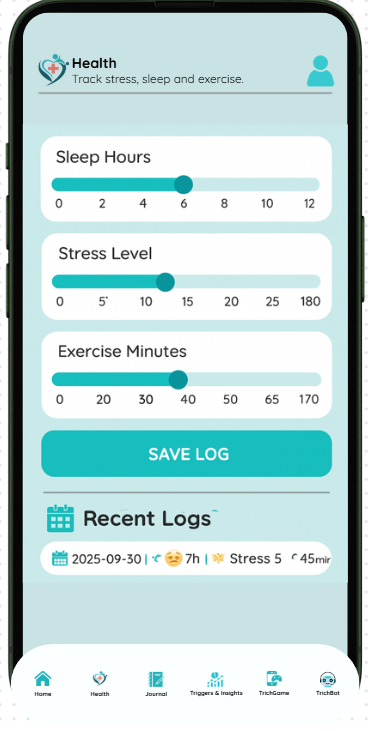 Health
Track stress, sleep and exercise.
Sleep Hours
0 2 4 6 8 10 12
Stress Level
0 5 10 15 20 25 180
Exercise Minutes
0 20 30 40 50 65 170
SAVE LOG
Recent Logs
2025-09-30 | 7h | Stress 5 45min
Home Health Journal Triggers & Insights TrichGame TrichBot